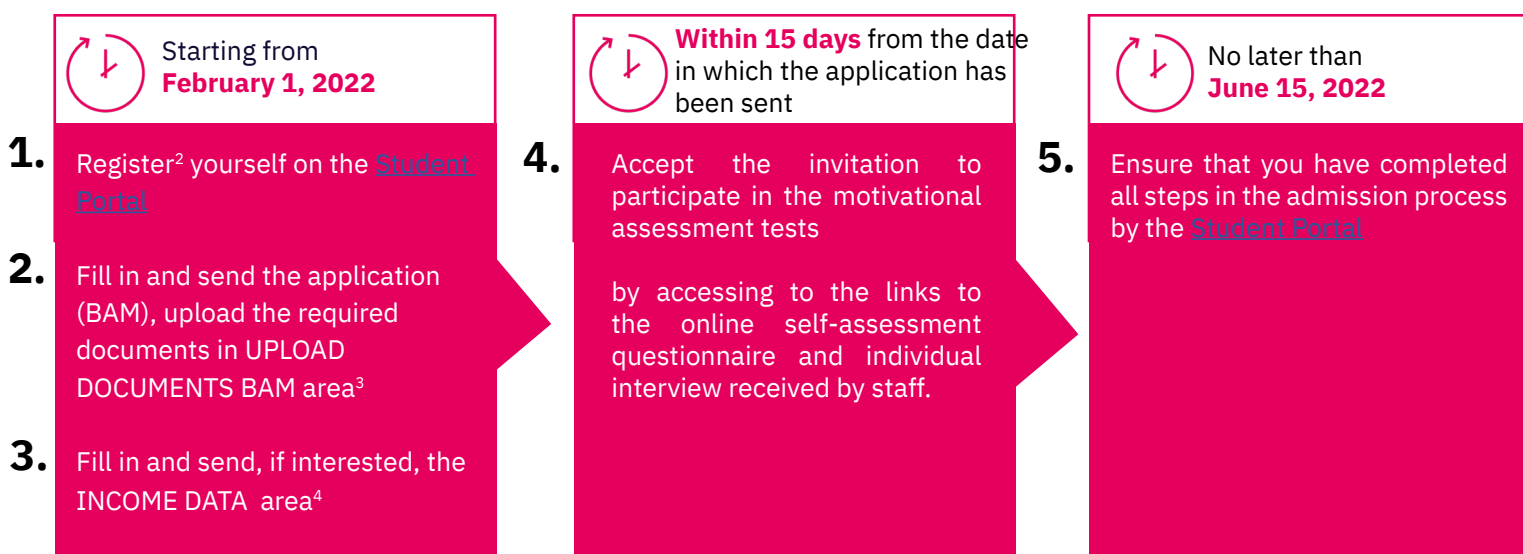 Starting from
February 1, 2022
1.
Register² yourself on the Student
Portal
2.
Fill in and send the application
(BAM), upload the required
documents in UPLOAD
DOCUMENTS BAM area³
3.
Fill in and send, if interested, the
INCOME DATA area⁴
Within 15 days from the date
in which the application has
been sent
4.
Accept the invitation to
participate in the motivational
assessment tests
by accessing to the links to
the online self-assessment
questionnaire and individual
interview received by staff.
No later than
June 15, 2022
5.
Ensure that you have completed
all steps in the admission process
by the Student Portal